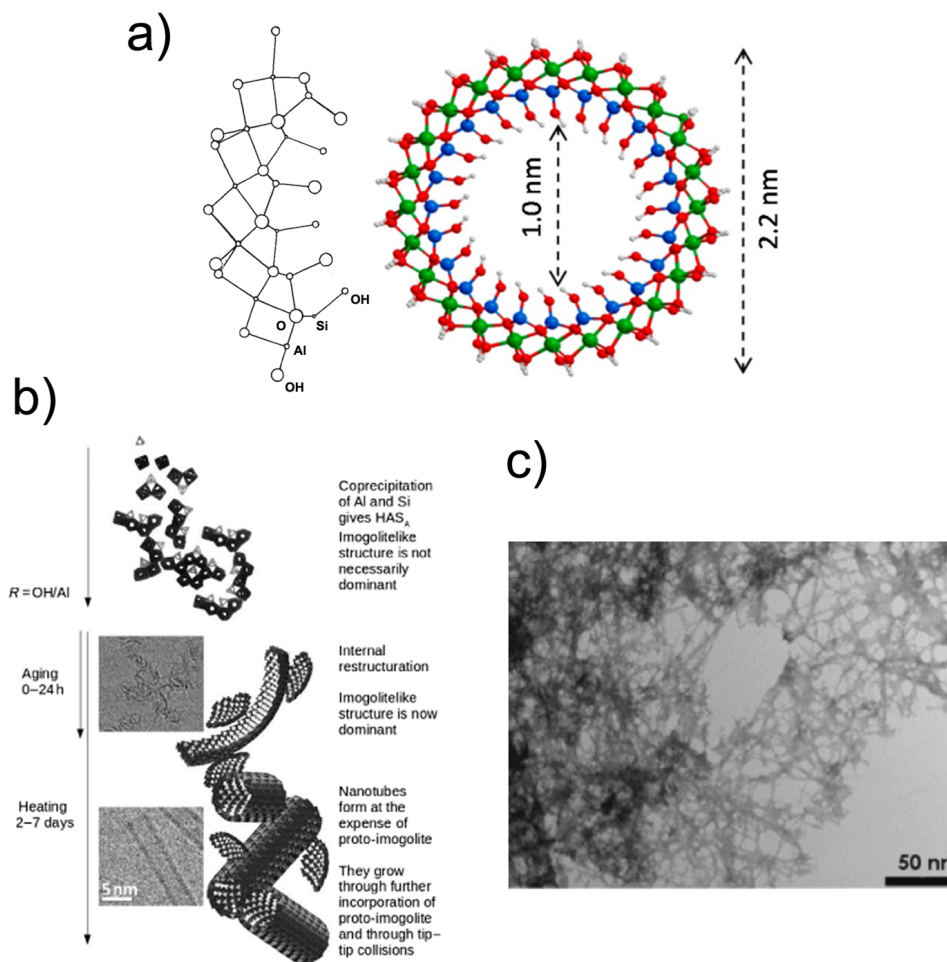 a)
OH
O
Si
Al
OH
1.0 nm
2.2 nm
b)
Coprecipitation
of Al and Si
gives HASA
Imogolitelike
structure is not
necessarily
dominant
R = OH/Al
Aging
0–24 h
Internal
restructuration
Imogolitelike
structure is now
dominant
Heating
2–7 days
Nanotubes
form at the
expense of
proto-imogolite
They grow
through further
incorporation of
proto-imogolite
and through tip–
tip collisions
5 nm
c)
50 nm